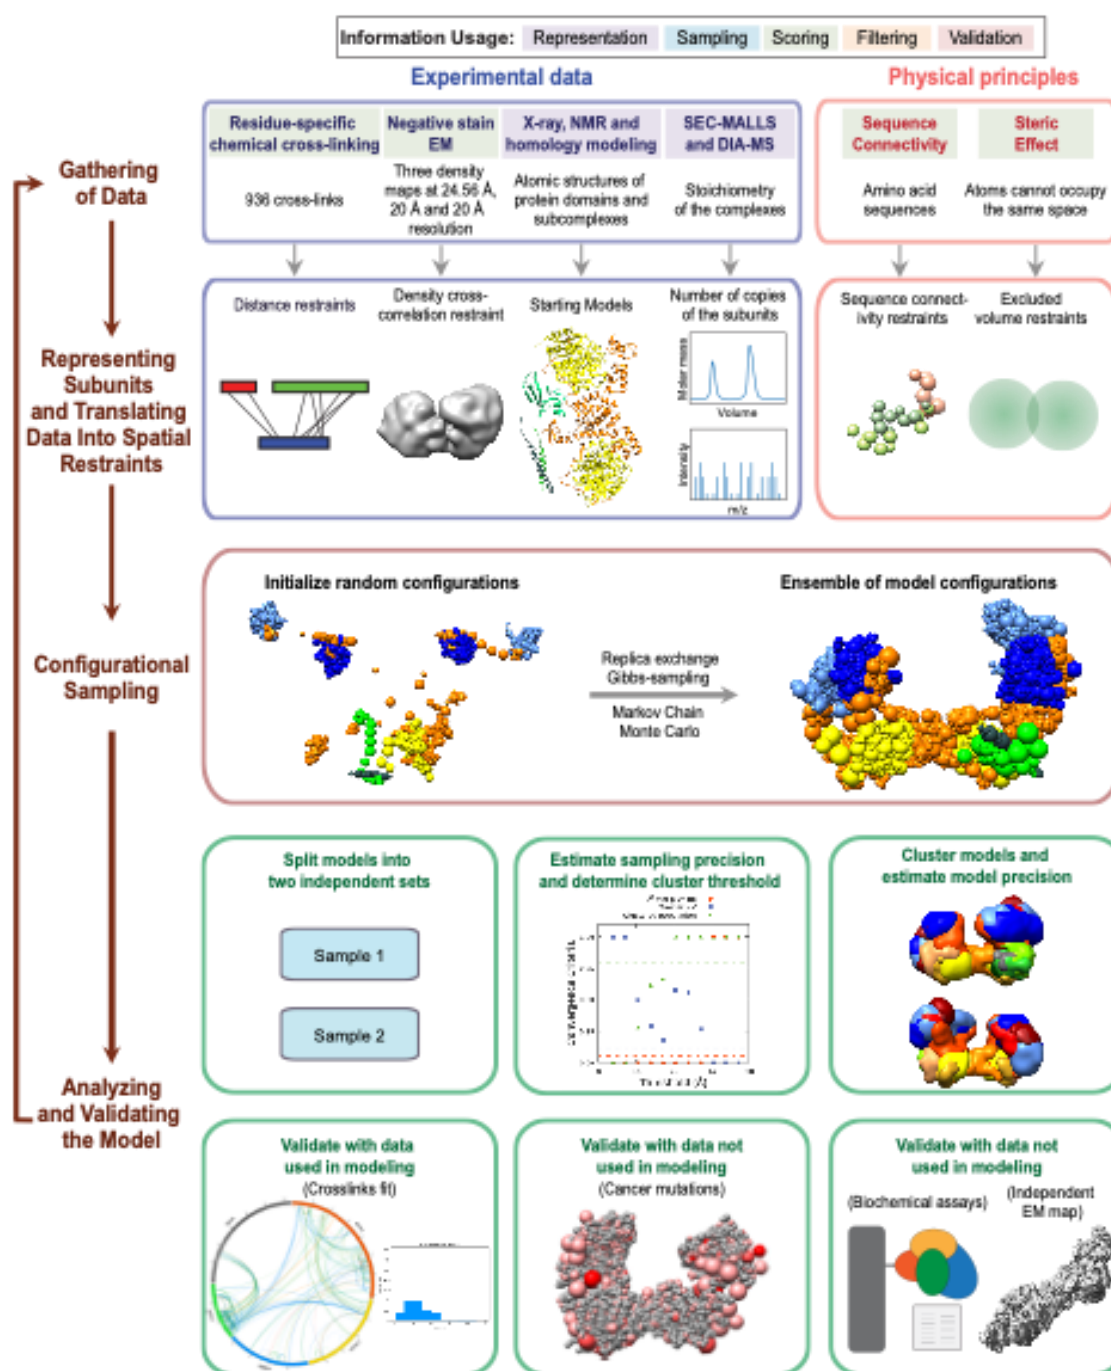 Information Usage: Representation Sampling Scoring Filtering Validation
Experimental data
Physical principles
Residue-specific
chemical cross-linking
936 cross-links
Negative stain
EM
Three density
maps at 24.56 Å,
20 Å and 20 Å
resolution
X-ray, NMR and
homology modeling
Atomic structures of
protein domains and
subcomplexes
SEC-MALLS
and DIA-MS
Stoichiometry
of the complexes
Sequence
Connectivity
Amino acid
sequences
Steric
Effect
Atoms cannot occupy
the same space
Gathering
of Data
Distance restraints
Density cross-
correlation restraint
Starting Models
Number of copies
of the subunits
Molar mass
Volume
Intensity
m/z
Sequence connect-
ivity restraints
Excluded
volume restraints
Representing
Subunits
and Translating
Data Into Spatial
Restraints
Configurational
Sampling
Initialize random configurations
Replica exchange
Gibbs-sampling
Markov Chain
Monte Carlo
Ensemble of model configurations
Split models into
two independent sets
Sample 1
Sample 2
Estimate sampling precision
and determine cluster threshold
Cluster models and
estimate model precision
Analyzing
and Validating
the Model
Validate with data
used in modeling
(Crosslinks fit)
Validate with data not
used in modeling
(Cancer mutations)
Validate with data not
used in modeling
(Biochemical assays)
(Independent
EM map)